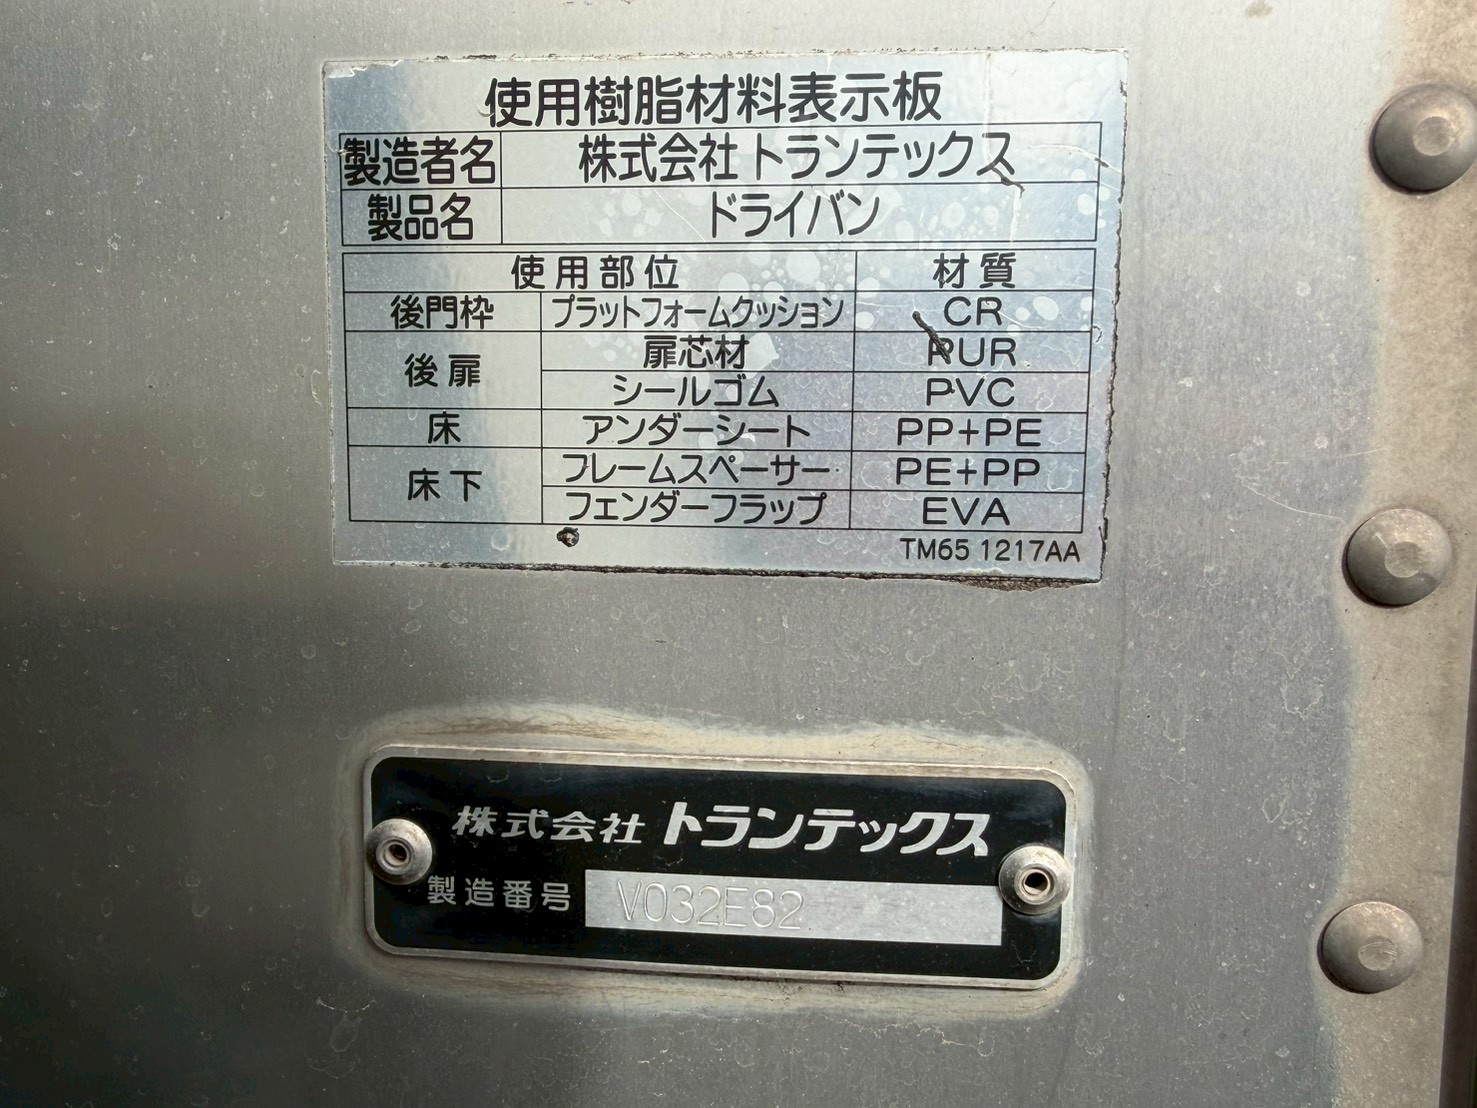 使用樹脂材料表示板
製造者名 株式会社トランテックス
製品名 ドライバン
使用部位 材質
後門枠 プラットフォームクッション CR
後扉 扉芯材 PUR
シールゴム PVC
床 アンダーシート PP+PE
床下 フレームスペーサー PE+PP
フェンダーフラップ EVA
TM65 1217AA
株式会社トランテックス
製造番号 V032E82